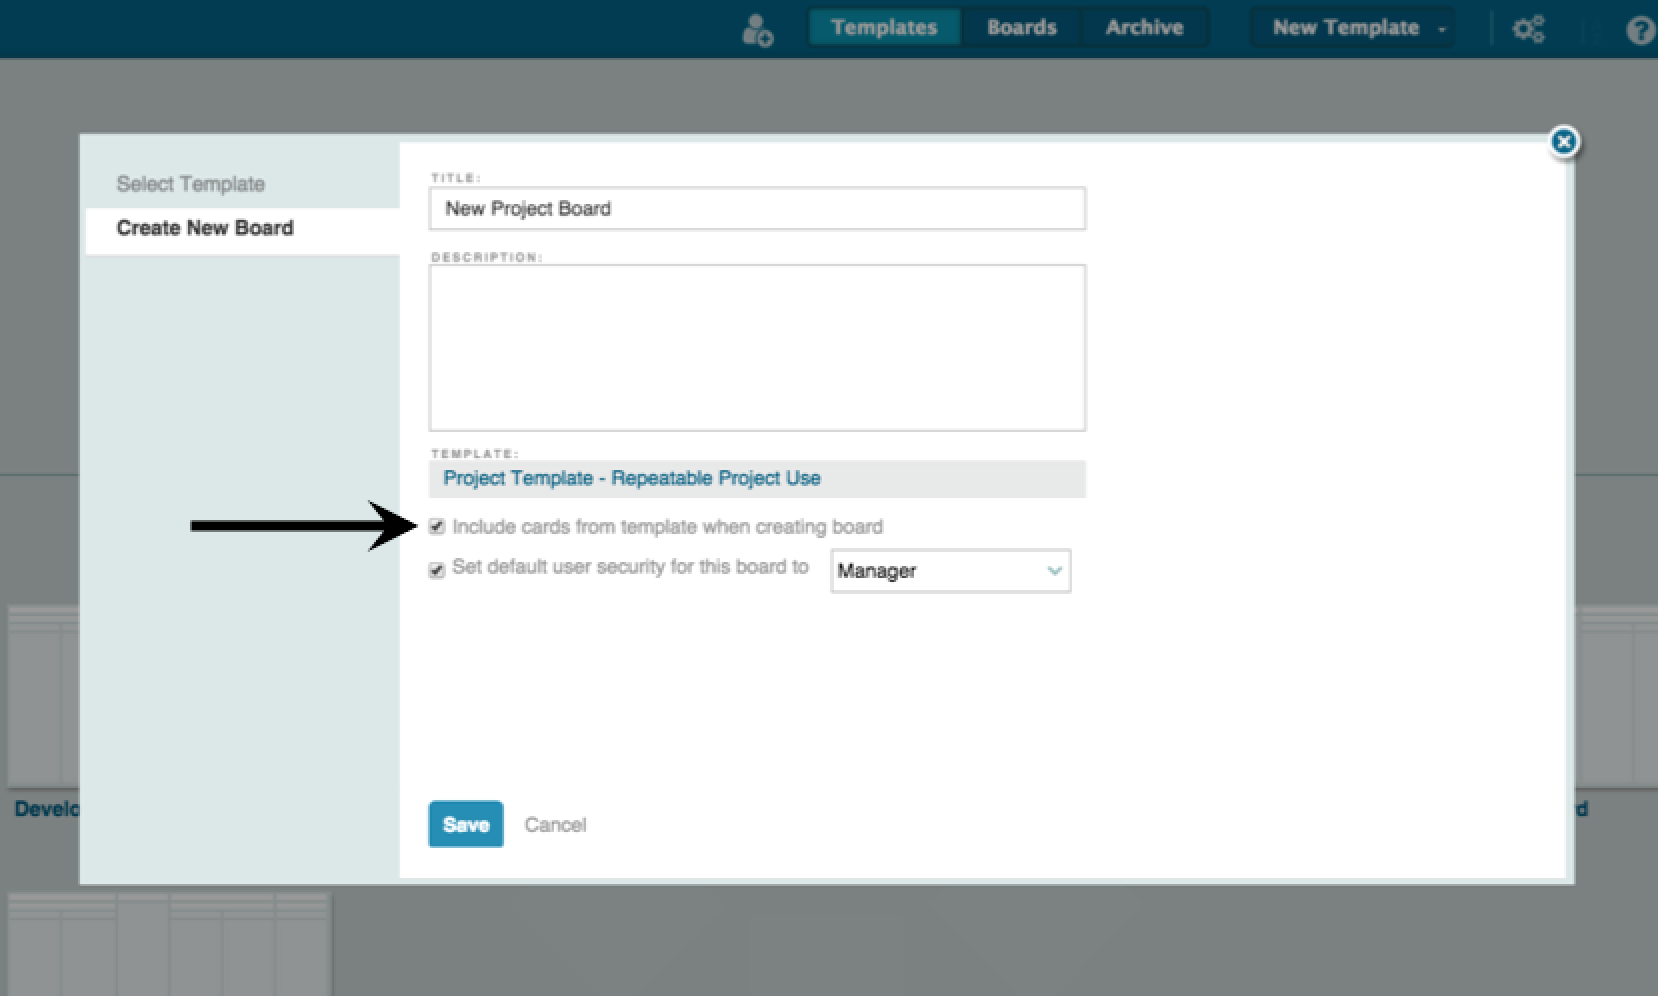 Templates Boards Archive New Template
Select Template
Create New Board
TITLE:
New Project Board
DESCRIPTION:
TEMPLATE:
Project Template - Repeatable Project Use
Include cards from template when creating board
Set default user security for this board to Manager
Save Cancel